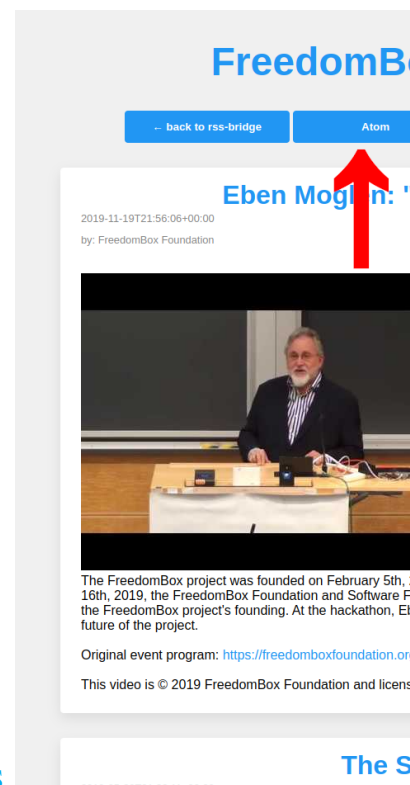 FreedomB
← back to rss-bridge
Atom
Eben Moglen: "
2019-11-19T21:56:06+00:00
by: FreedomBox Foundation
The FreedomBox project was founded on February 5th,
16th, 2019, the FreedomBox Foundation and Software F
the FreedomBox project's founding. At the hackathon, Eb
future of the project.
Original event program: https://freedomboxfoundation.or
This video is © 2019 FreedomBox Foundation and licens
The S